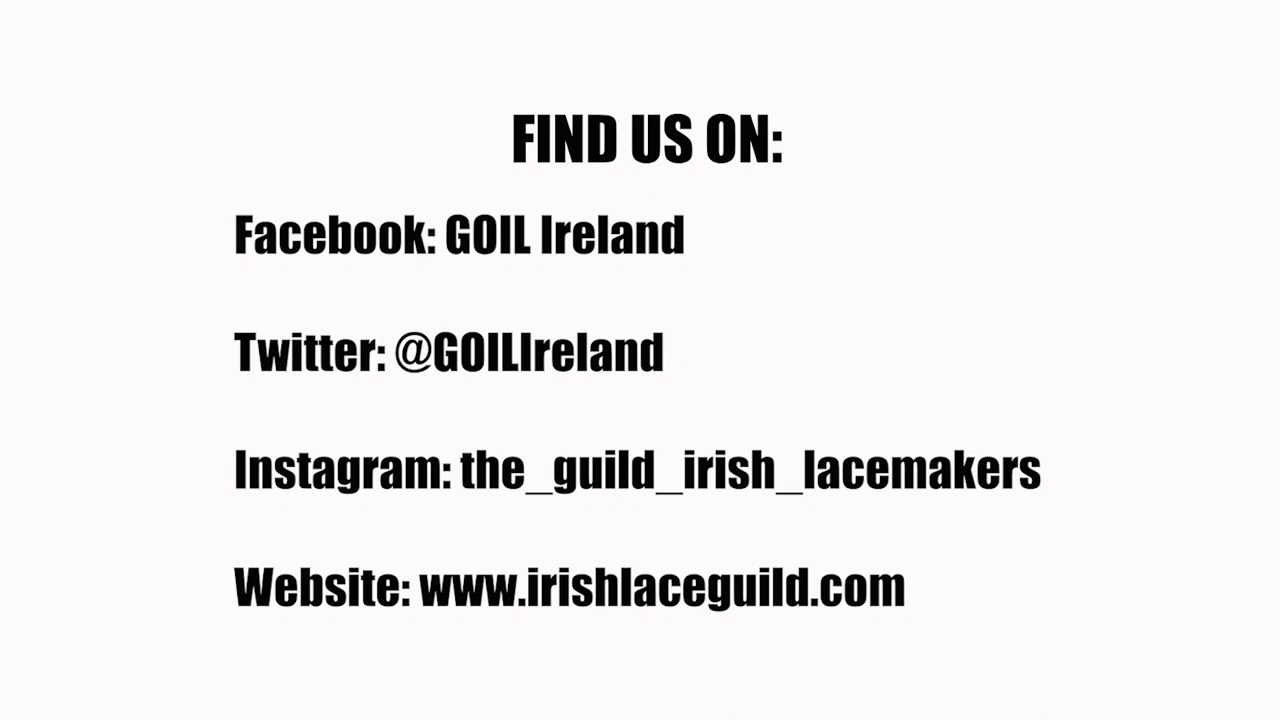 FIND US ON:
Facebook: GOIL Ireland
Twitter: @GOILIreland
Instagram: the_guild_irish_lacemakers
Website: www.irishlaceguild.com